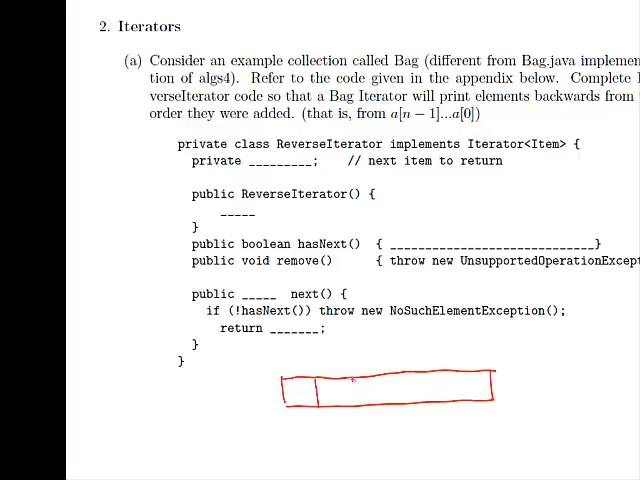 2. Iterators
(a) Consider an example collection called Bag (different from Bag.java implemen
tion of algs4). Refer to the code given in the appendix below. Complete
verseIterator code so that a Bag Iterator will print elements backwards from
order they were added. (that is, from a[n − 1]...a[0])
private class ReverseIterator implements Iterator<Item> {
private _________; // next item to return
public ReverseIterator() {
_____
}
public boolean hasNext() { _____________________________}
public void remove() { throw new UnsupportedOperationExcept
public _____ next() {
if (!hasNext()) throw new NoSuchElementException();
return _______;
}
}